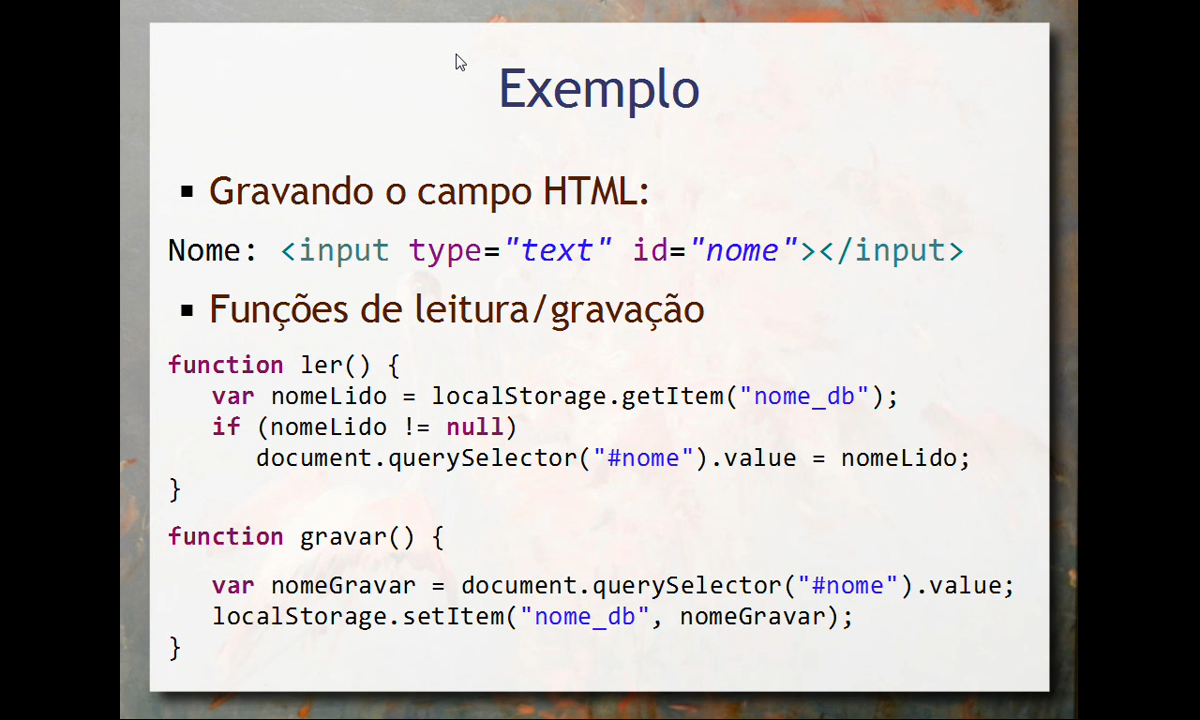 Exemplo
▪ Gravando o campo HTML:
Nome: <input type="text" id="nome"></input>
▪ Funções de leitura/gravação
function ler() {
   var nomeLido = localStorage.getItem("nome_db");
   if (nomeLido != null)
      document.querySelector("#nome").value = nomeLido;
}
function gravar() {
   var nomeGravar = document.querySelector("#nome").value;
   localStorage.setItem("nome_db", nomeGravar);
}